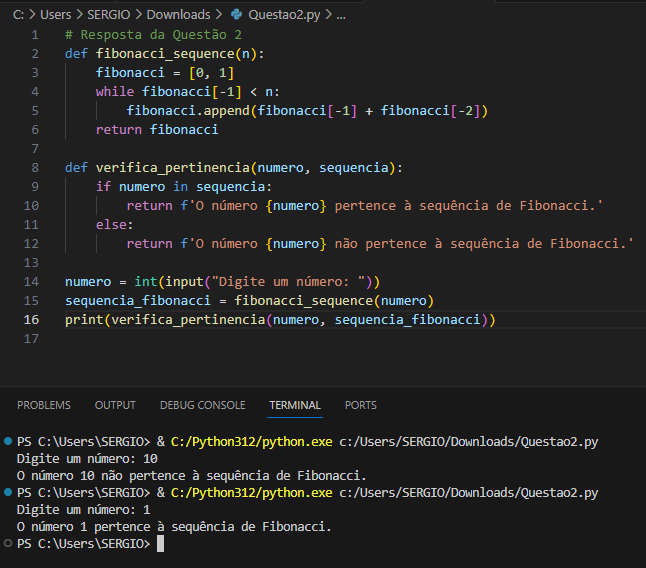 C: > Users > SERGIO > Downloads > Questao2.py > ...
1 # Resposta da Questão 2
2 def fibonacci_sequence(n):
3     fibonacci = [0, 1]
4     while fibonacci[-1] < n:
5         fibonacci.append(fibonacci[-1] + fibonacci[-2])
6     return fibonacci
7
8 def verifica_pertinencia(numero, sequencia):
9     if numero in sequencia:
10         return f'O número {numero} pertence à sequência de Fibonacci.'
11     else:
12         return f'O número {numero} não pertence à sequência de Fibonacci.'
13
14 numero = int(input("Digite um número: "))
15 sequencia_fibonacci = fibonacci_sequence(numero)
16 print(verifica_pertinencia(numero, sequencia_fibonacci))
17
PROBLEMS OUTPUT DEBUG CONSOLE TERMINAL PORTS
PS C:\Users\SERGIO> & C:/Python312/python.exe c:/Users/SERGIO/Downloads/Questao2.py
Digite um número: 10
O número 10 não pertence à sequência de Fibonacci.
PS C:\Users\SERGIO> & C:/Python312/python.exe c:/Users/SERGIO/Downloads/Questao2.py
Digite um número: 1
O número 1 pertence à sequência de Fibonacci.
PS C:\Users\SERGIO>